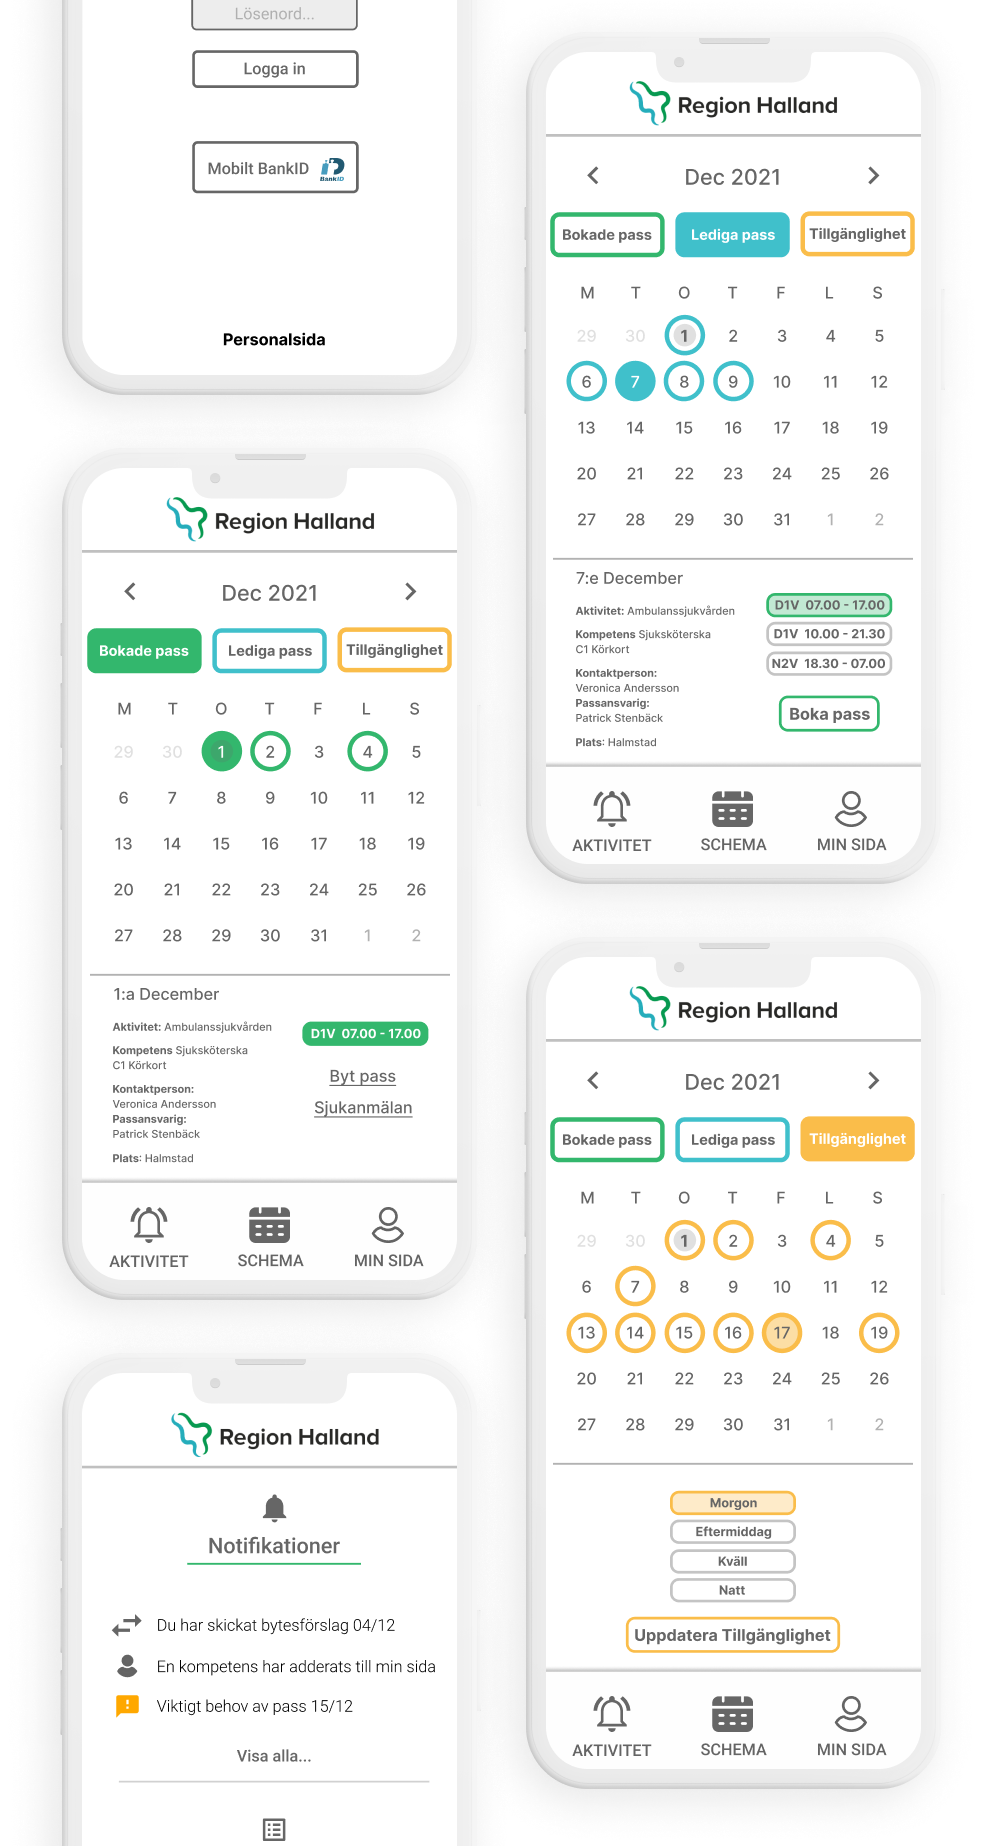 Lösenord...
Logga in
Mobilt BankID
BankID
Personalsida
Region Halland
Dec 2021
Bokade pass Lediga pass Tillgänglighet
M T O T F L S
29 30 1 2 3 4 5
6 7 8 9 10 11 12
13 14 15 16 17 18 19
20 21 22 23 24 25 26
27 28 29 30 31 1 2
1:a December
Aktivitet: Ambulanssjukvården
Kompetens Sjuksköterska
C1 Körkort
Kontaktperson:
Veronica Andersson
Passansvarig:
Patrick Stenbäck
Plats: Halmstad
D1V 07.00 - 17.00
Byt pass
Sjukanmälan
AKTIVITET SCHEMA MIN SIDA
Region Halland
Notifikationer
Du har skickat bytesförslag 04/12
En kompetens har adderats till min sida
Viktigt behov av pass 15/12
Visa alla...
Region Halland
Dec 2021
Bokade pass Lediga pass Tillgänglighet
M T O T F L S
29 30 1 2 3 4 5
6 7 8 9 10 11 12
13 14 15 16 17 18 19
20 21 22 23 24 25 26
27 28 29 30 31 1 2
7:e December
Aktivitet: Ambulanssjukvården
Kompetens Sjuksköterska
C1 Körkort
Kontaktperson:
Veronica Andersson
Passansvarig:
Patrick Stenbäck
Plats: Halmstad
D1V 07.00 - 17.00
D1V 10.00 - 21.30
N2V 18.30 - 07.00
Boka pass
AKTIVITET SCHEMA MIN SIDA
Region Halland
Dec 2021
Bokade pass Lediga pass Tillgänglighet
M T O T F L S
29 30 1 2 3 4 5
6 7 8 9 10 11 12
13 14 15 16 17 18 19
20 21 22 23 24 25 26
27 28 29 30 31 1 2
Morgon
Eftermiddag
Kväll
Natt
Uppdatera Tillgänglighet
AKTIVITET SCHEMA MIN SIDA